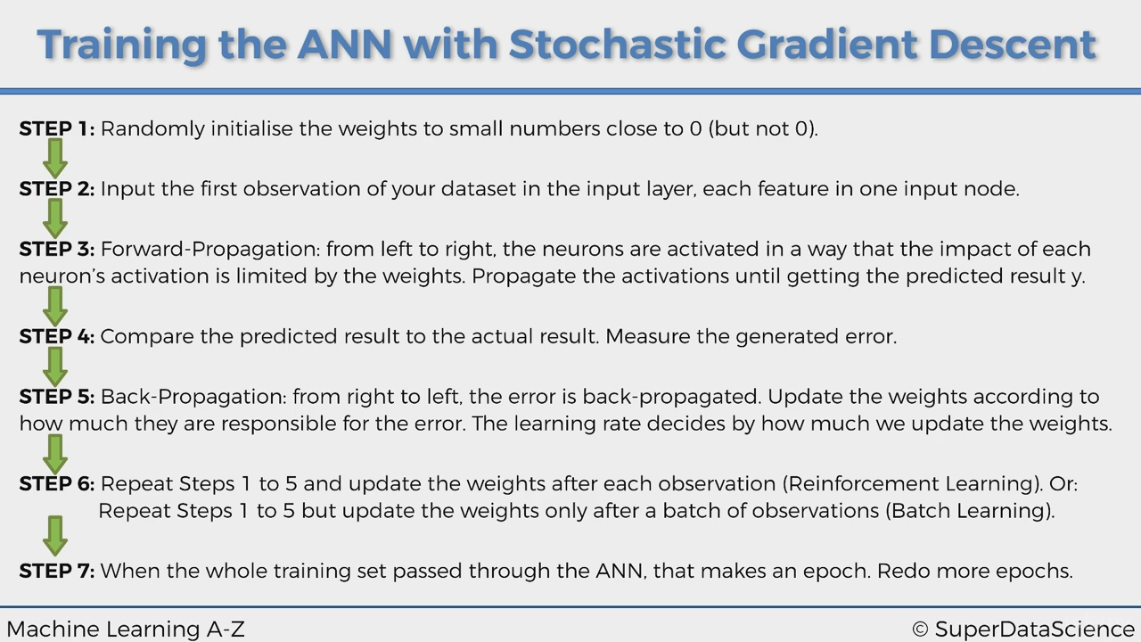 Training the ANN with Stochastic Gradient Descent
STEP 1: Randomly initialise the weights to small numbers close to 0 (but not 0).
STEP 2: Input the first observation of your dataset in the input layer, each feature in one input node.
STEP 3: Forward-Propagation: from left to right, the neurons are activated in a way that the impact of each
neuron's activation is limited by the weights. Propagate the activations until getting the predicted result y.
STEP 4: Compare the predicted result to the actual result. Measure the generated error.
STEP 5: Back-Propagation: from right to left, the error is back-propagated. Update the weights according to
how much they are responsible for the error. The learning rate decides by how much we update the weights.
STEP 6: Repeat Steps 1 to 5 and update the weights after each observation (Reinforcement Learning). Or:
Repeat Steps 1 to 5 but update the weights only after a batch of observations (Batch Learning).
STEP 7: When the whole training set passed through the ANN, that makes an epoch. Redo more epochs.
Machine Learning A-Z
© SuperDataScience